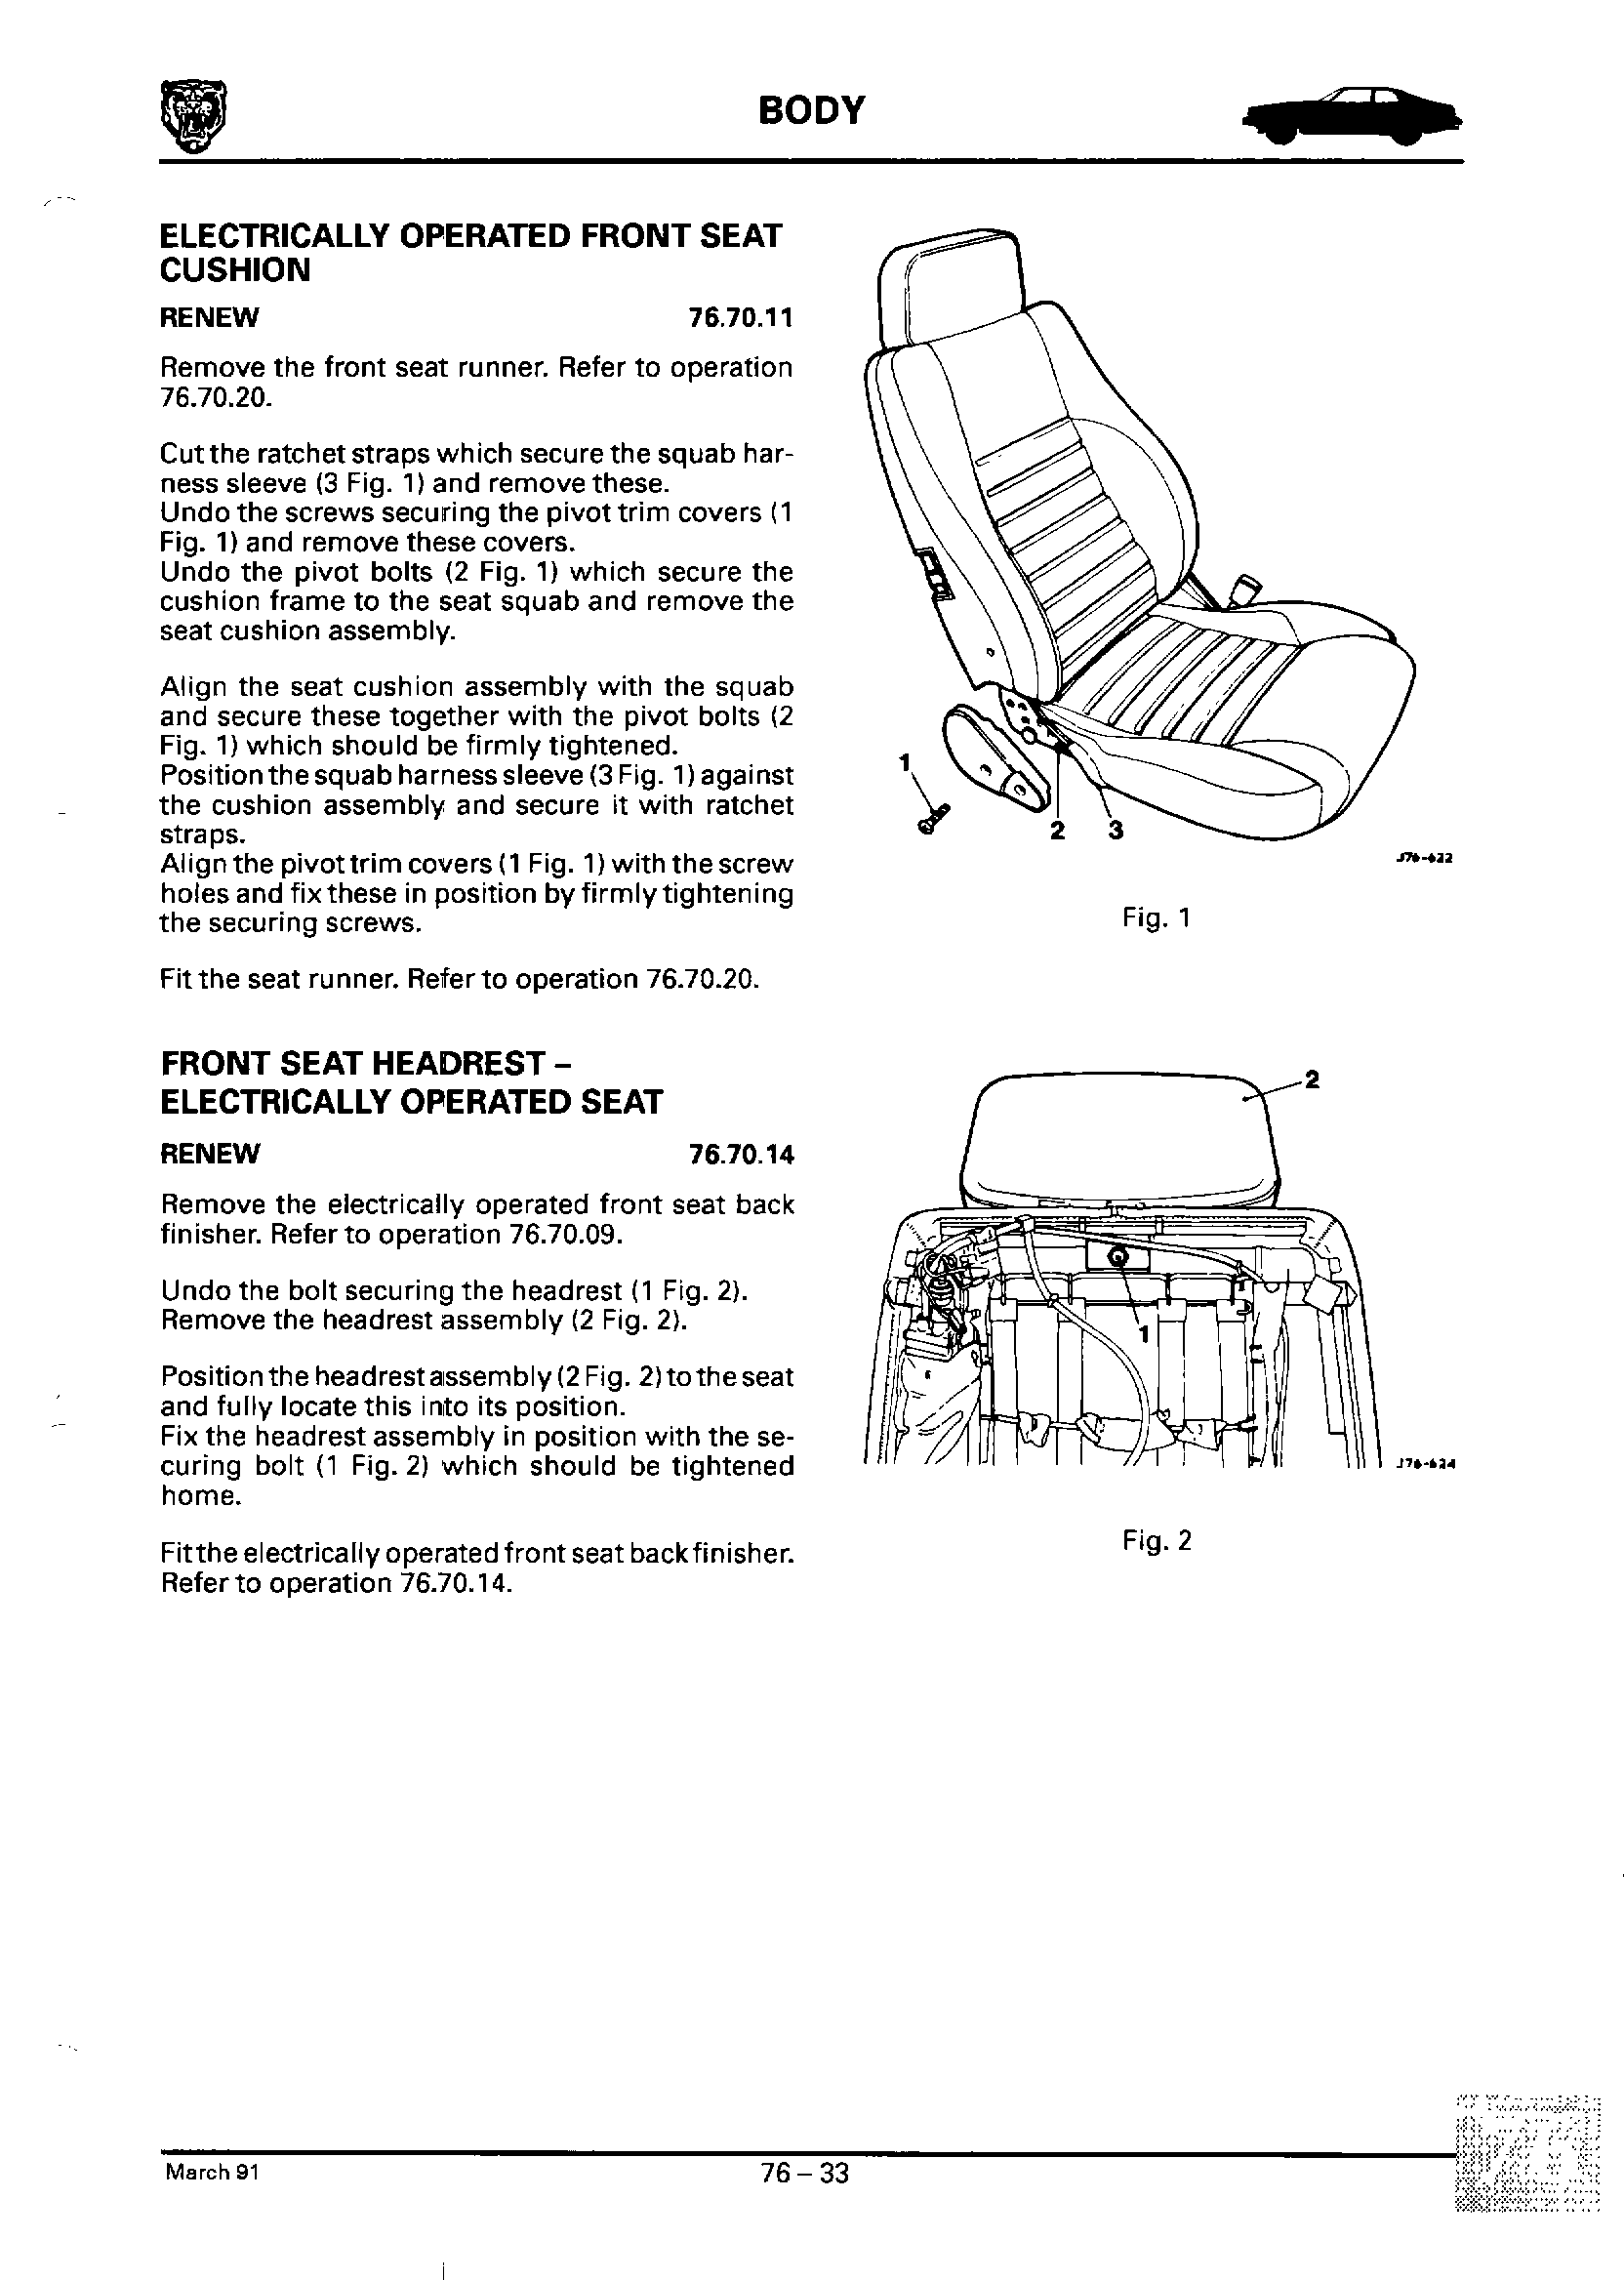 BODY
ELECTRICALLY OPERATED FRONT SEAT
CUSHION
RENEW 76.70.11
Remove the front seat runner. Refer to operation
76.70.20.
Cut the ratchet straps which secure the squab har-
ness sleeve (3 Fig. 1) and remove these.
Undo the screws securing the pivot trim covers (1
Fig. 1) and remove these covers.
Undo the pivot bolts (2 Fig. 1) which secure the
cushion frame to the seat squab and remove the
seat cushion assembly.
Align the seat cushion assembly with the squab
and secure these together with the pivot bolts (2
Fig. 1) which should be firmly tightened.
Position the squab harness sleeve (3 Fig. 1) against
the cushion assembly and secure it with ratchet
straps.
Align the pivot trim covers (1 Fig. 1) with the screw
holes and fix these in position by firmly tightening
the securing screws.
Fit the seat runner. Refer to operation 76.70.20.
1
2 3
J76-622
Fig. 1
FRONT SEAT HEADREST –
ELECTRICALLY OPERATED SEAT
RENEW 76.70.14
Remove the electrically operated front seat back
finisher. Refer to operation 76.70.09.
Undo the bolt securing the headrest (1 Fig. 2).
Remove the headrest assembly (2 Fig. 2).
Position the headrest assembly (2 Fig. 2) to the seat
and fully locate this into its position.
Fix the headrest assembly in position with the se-
curing bolt (1 Fig. 2) which should be tightened
home.
Fit the electrically operated front seat back finisher.
Refer to operation 76.70.14.
2
1
J76-624
Fig. 2
March 91
76 – 33